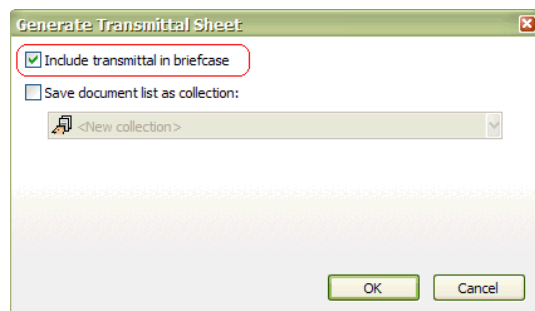 Generate Transmittal Sheet
Include transmittal in briefcase
Save document list as collection:
<New collection>
OK Cancel